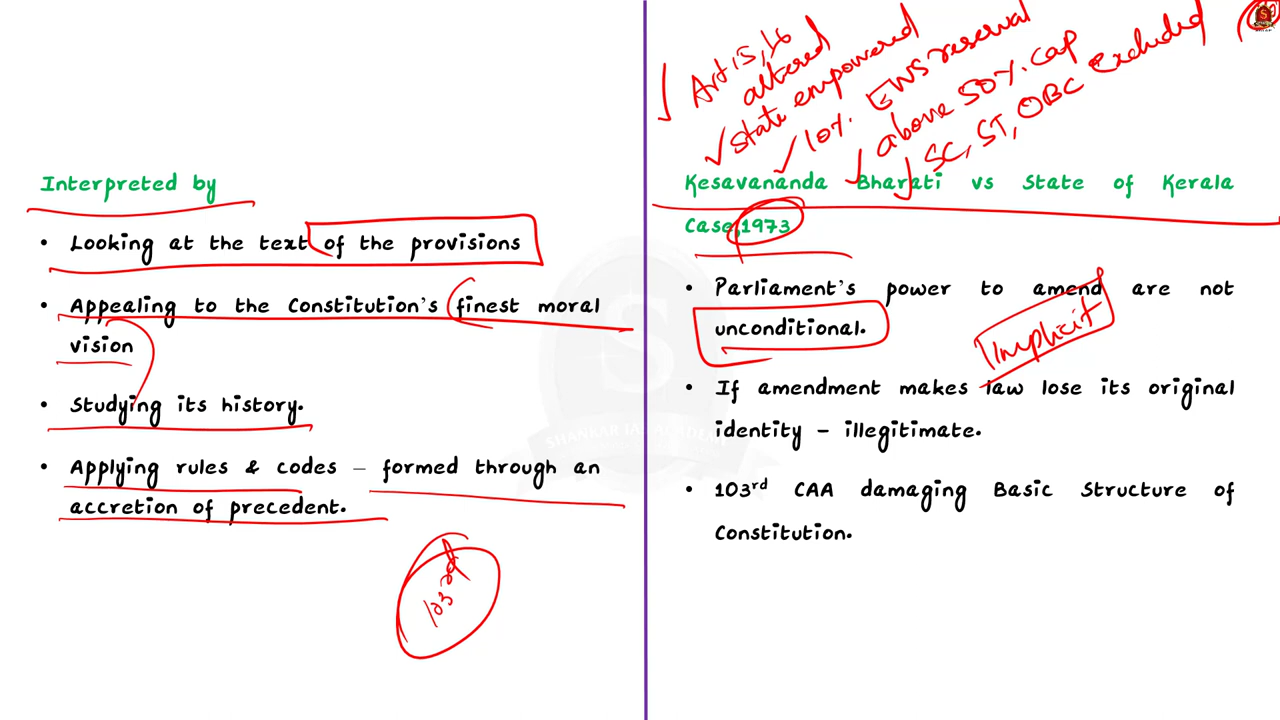 Interpreted by
• Looking at the text of the provisions
• Appealing to the Constitution's finest moral
vision
• Studying its history.
• Applying rules & codes – formed through an
accretion of precedent.
103rd
Art 15, 16
altered
State empowered
10% EWS reservat
above 50% cap
SC, ST, OBC excluded
Kesavananda Bharati vs State of Kerala
Case, 1973
• Parliament's power to amend are not
unconditional.
Implicit
• If amendment makes law lose its original
identity – illegitimate.
• 103rd CAA damaging Basic Structure of
Constitution.
SHANKAR IAS ACADEMY